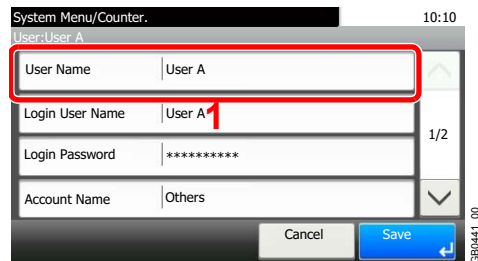 System Menu/Counter. 10:10
User:User A
User Name User A
1
Login User Name User A
1/2
Login Password **********
Account Name Others
Cancel Save
GB0441_00